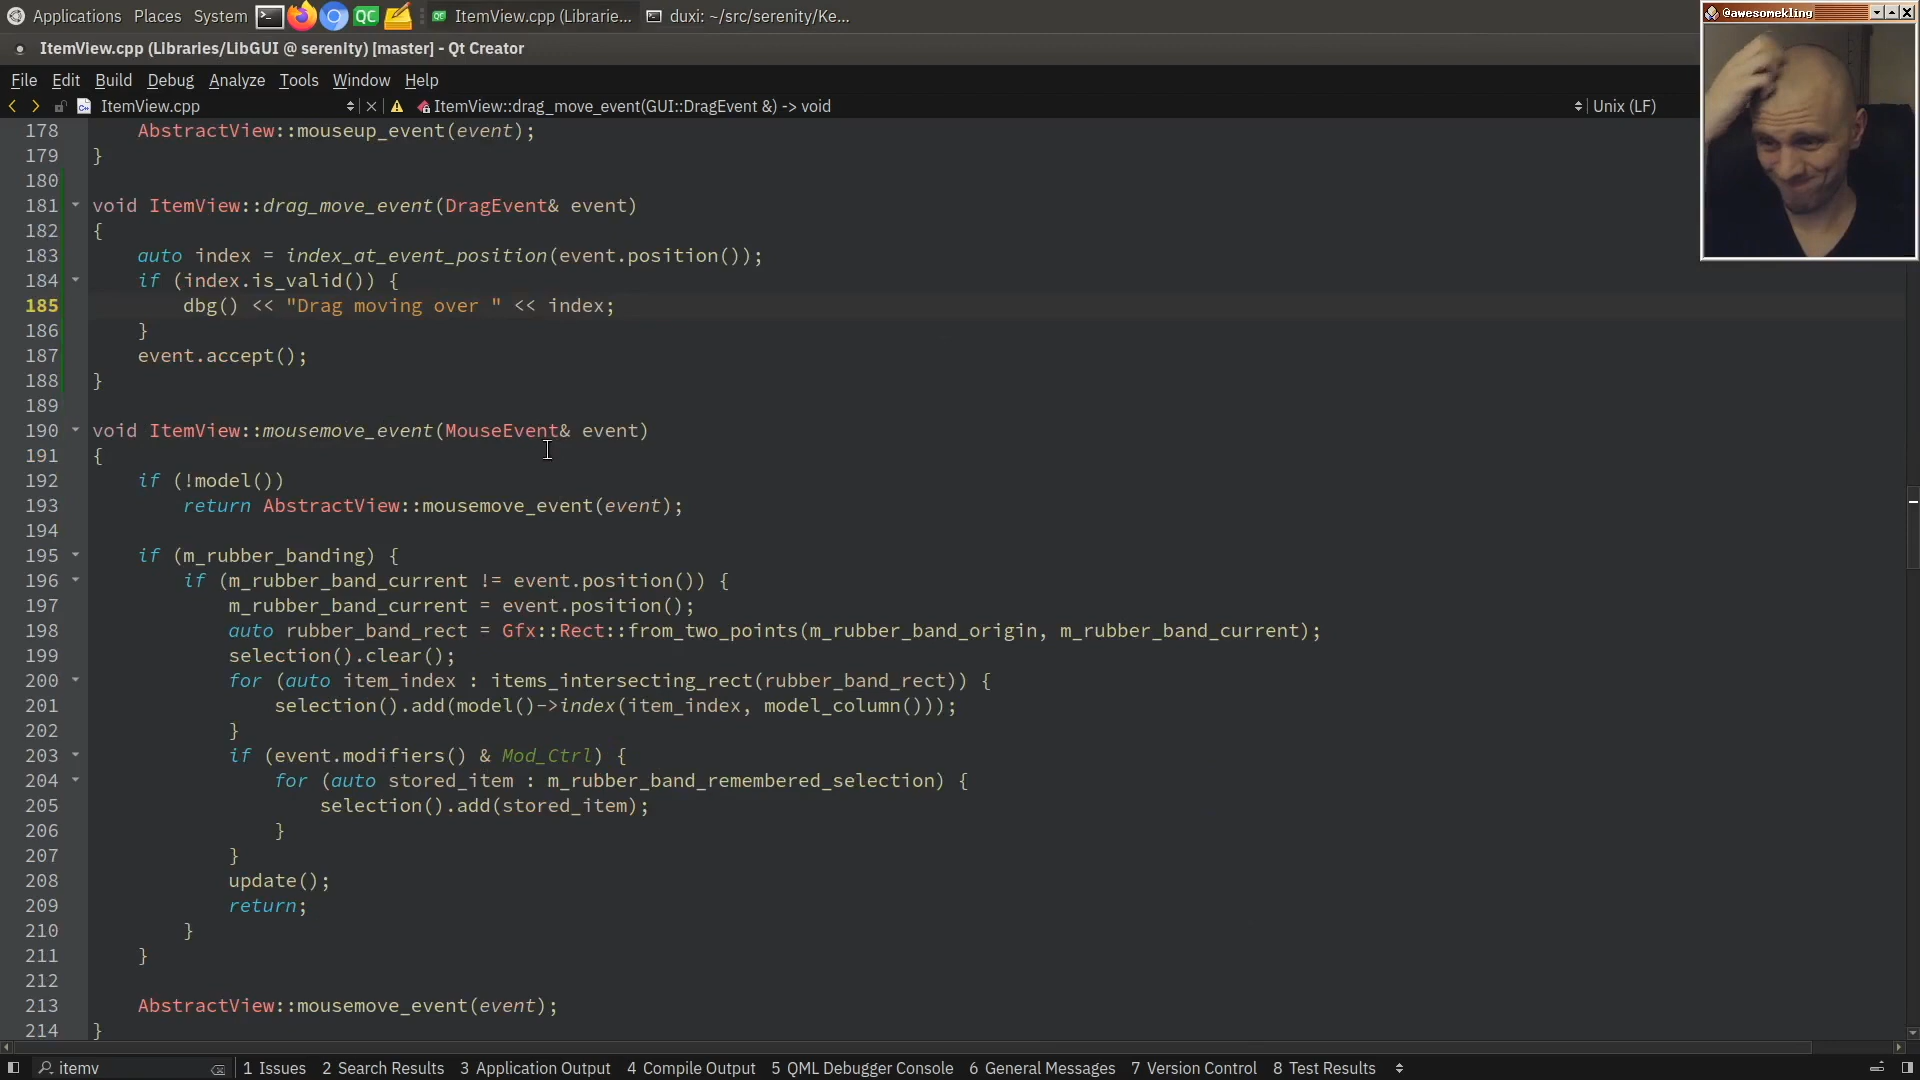 Applications Places System QC QC ItemView.cpp (Librarie... duxi: ~/src/serenity/Ke...
@awesomekling
ItemView.cpp (Libraries/LibGUI @ serenity) [master] - Qt Creator
File Edit Build Debug Analyze Tools Window Help
ItemView.cpp ItemView::drag_move_event(GUI::DragEvent &) -> void Unix (LF)
178     AbstractView::mouseup_event(event);
179 }
180
181 void ItemView::drag_move_event(DragEvent& event)
182 {
183     auto index = index_at_event_position(event.position());
184     if (index.is_valid()) {
185         dbg() << "Drag moving over " << index;
186     }
187     event.accept();
188 }
189
190 void ItemView::mousemove_event(MouseEvent& event)
191 {
192     if (!model())
193         return AbstractView::mousemove_event(event);
194
195     if (m_rubber_banding) {
196         if (m_rubber_band_current != event.position()) {
197             m_rubber_band_current = event.position();
198             auto rubber_band_rect = Gfx::Rect::from_two_points(m_rubber_band_origin, m_rubber_band_current);
199             selection().clear();
200             for (auto item_index : items_intersecting_rect(rubber_band_rect)) {
201                 selection().add(model()->index(item_index, model_column()));
202             }
203             if (event.modifiers() & Mod_Ctrl) {
204                 for (auto stored_item : m_rubber_band_remembered_selection) {
205                     selection().add(stored_item);
206                 }
207             }
208             update();
209             return;
210         }
211     }
212
213     AbstractView::mousemove_event(event);
214 }
itemv 1 Issues 2 Search Results 3 Application Output 4 Compile Output 5 QML Debugger Console 6 General Messages 7 Version Control 8 Test Results